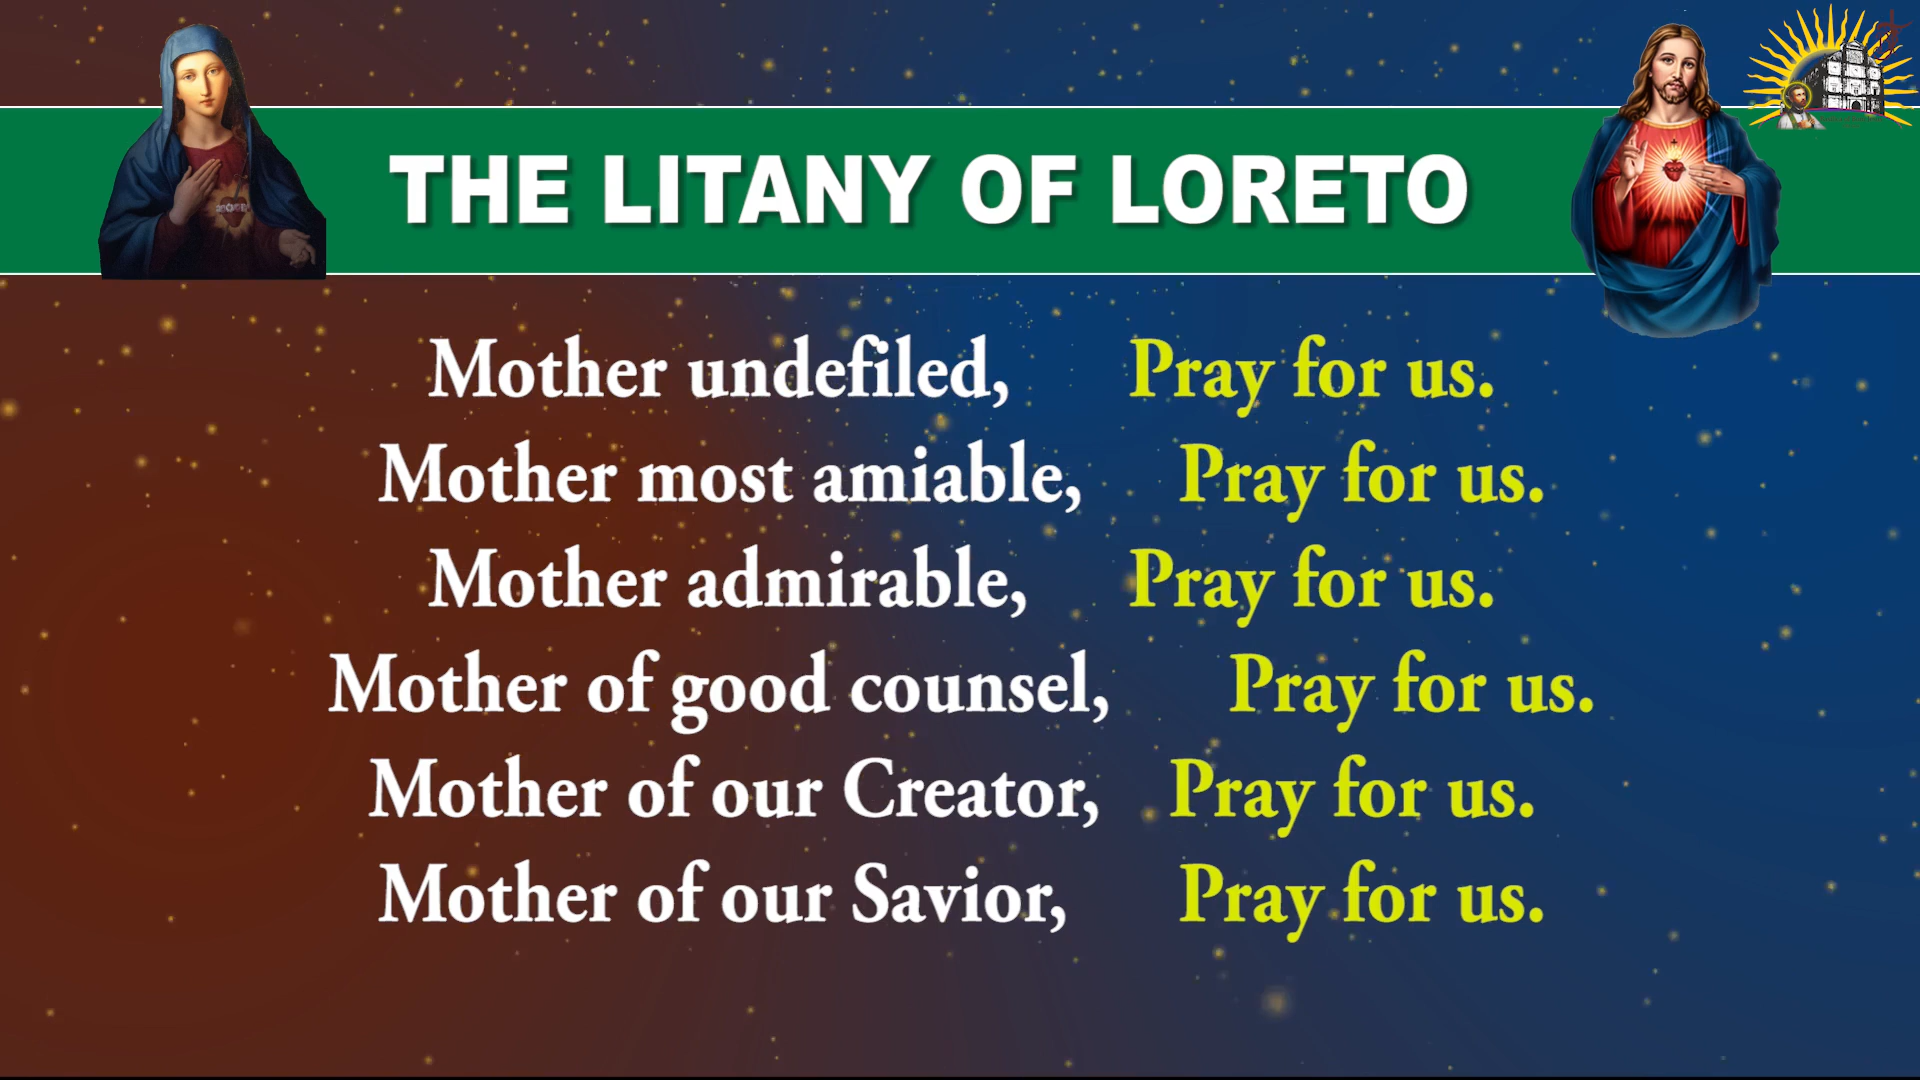 THE LITANY OF LORETO
Mother undefiled, Pray for us.
Mother most amiable, Pray for us.
Mother admirable, Pray for us.
Mother of good counsel, Pray for us.
Mother of our Creator, Pray for us.
Mother of our Savior, Pray for us.